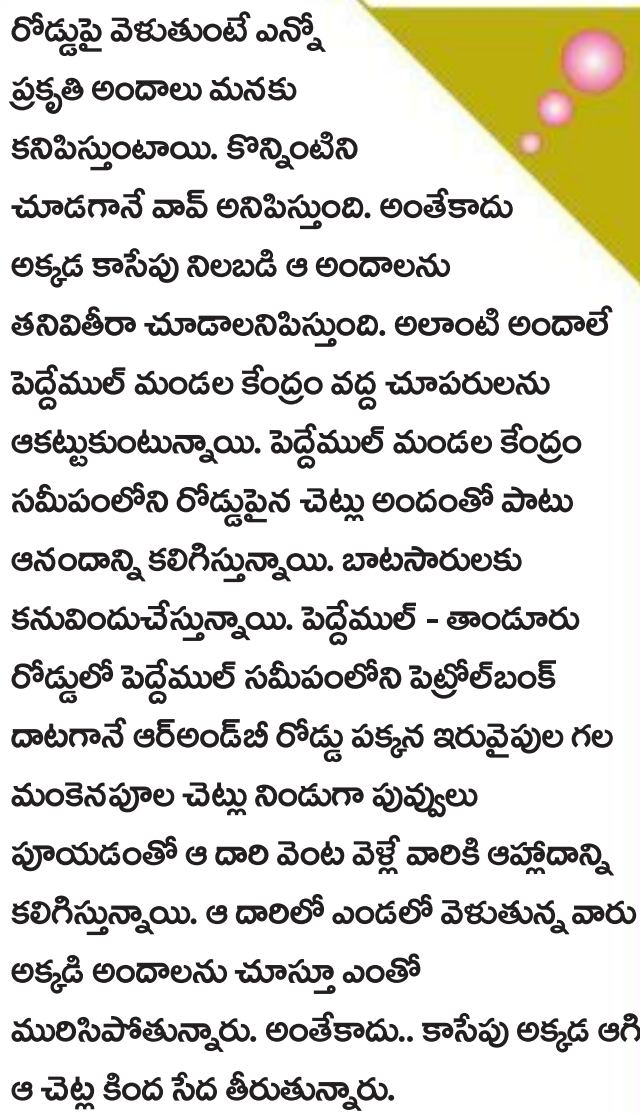 రోడ్డుపై వెళుతుంటే ఎన్నో
ప్రకృతి అందాలు మనకు
కనిపిస్తుంటాయి. కొన్నింటిని
చూడగానే వావ్ అనిపిస్తుంది. అంతేకాదు
అక్కడ కాసేపు నిలబడి ఆ అందాలను
తనివితీరా చూడాలనిపిస్తుంది. అలాంటి అందాలే
పెద్దేముల్ మండల కేంద్రం వద్ద చూపరులను
ఆకట్టుకుంటున్నాయి. పెద్దేముల్ మండల కేంద్రం
సమీపంలోని రోడ్డుపైన చెట్లు అందంతో పాటు
ఆనందాన్ని కలిగిస్తున్నాయి. బాటసారులకు
కనువిందుచేస్తున్నాయి. పెద్దేముల్ - తాండూరు
రోడ్డులో పెద్దేముల్ సమీపంలోని పెట్రోల్‌బంక్
దాటగానే ఆర్అండ్‌బీ రోడ్డు పక్కన ఇరువైపుల గల
మంకెనపూల చెట్లు నిండుగా పువ్వులు
పూయడంతో ఆ దారి వెంట వెళ్లే వారికి ఆహ్లాదాన్ని
కలిగిస్తున్నాయి. ఆ దారిలో ఎండలో వెళుతున్న వారు
అక్కడి అందాలను చూస్తూ ఎంతో
మురిసిపోతున్నారు. అంతేకాదు.. కాసేపు అక్కడ ఆగి
ఆ చెట్ల కింద సేద తీరుతున్నారు.